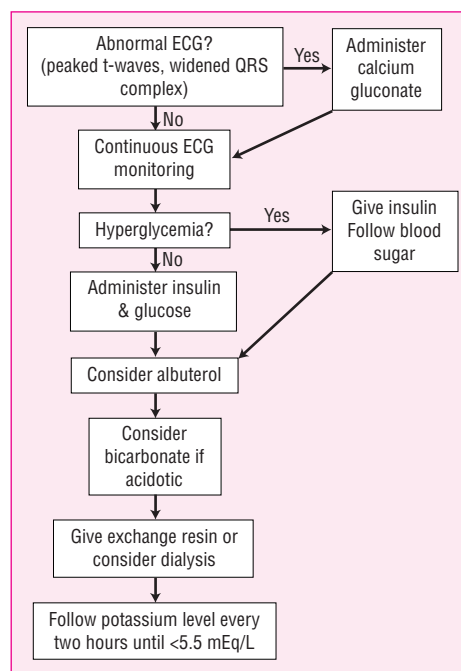 Abnormal ECG?
(peaked t-waves, widened QRS
complex)
Yes
Administer
calcium
gluconate
No
Continuous ECG
monitoring
Hyperglycemia?
Yes
Give insulin
Follow blood
sugar
No
Administer insulin
& glucose
Consider albuterol
Consider
bicarbonate if
acidotic
Give exchange resin or
consider dialysis
Follow potassium level every
two hours until <5.5 mEq/L